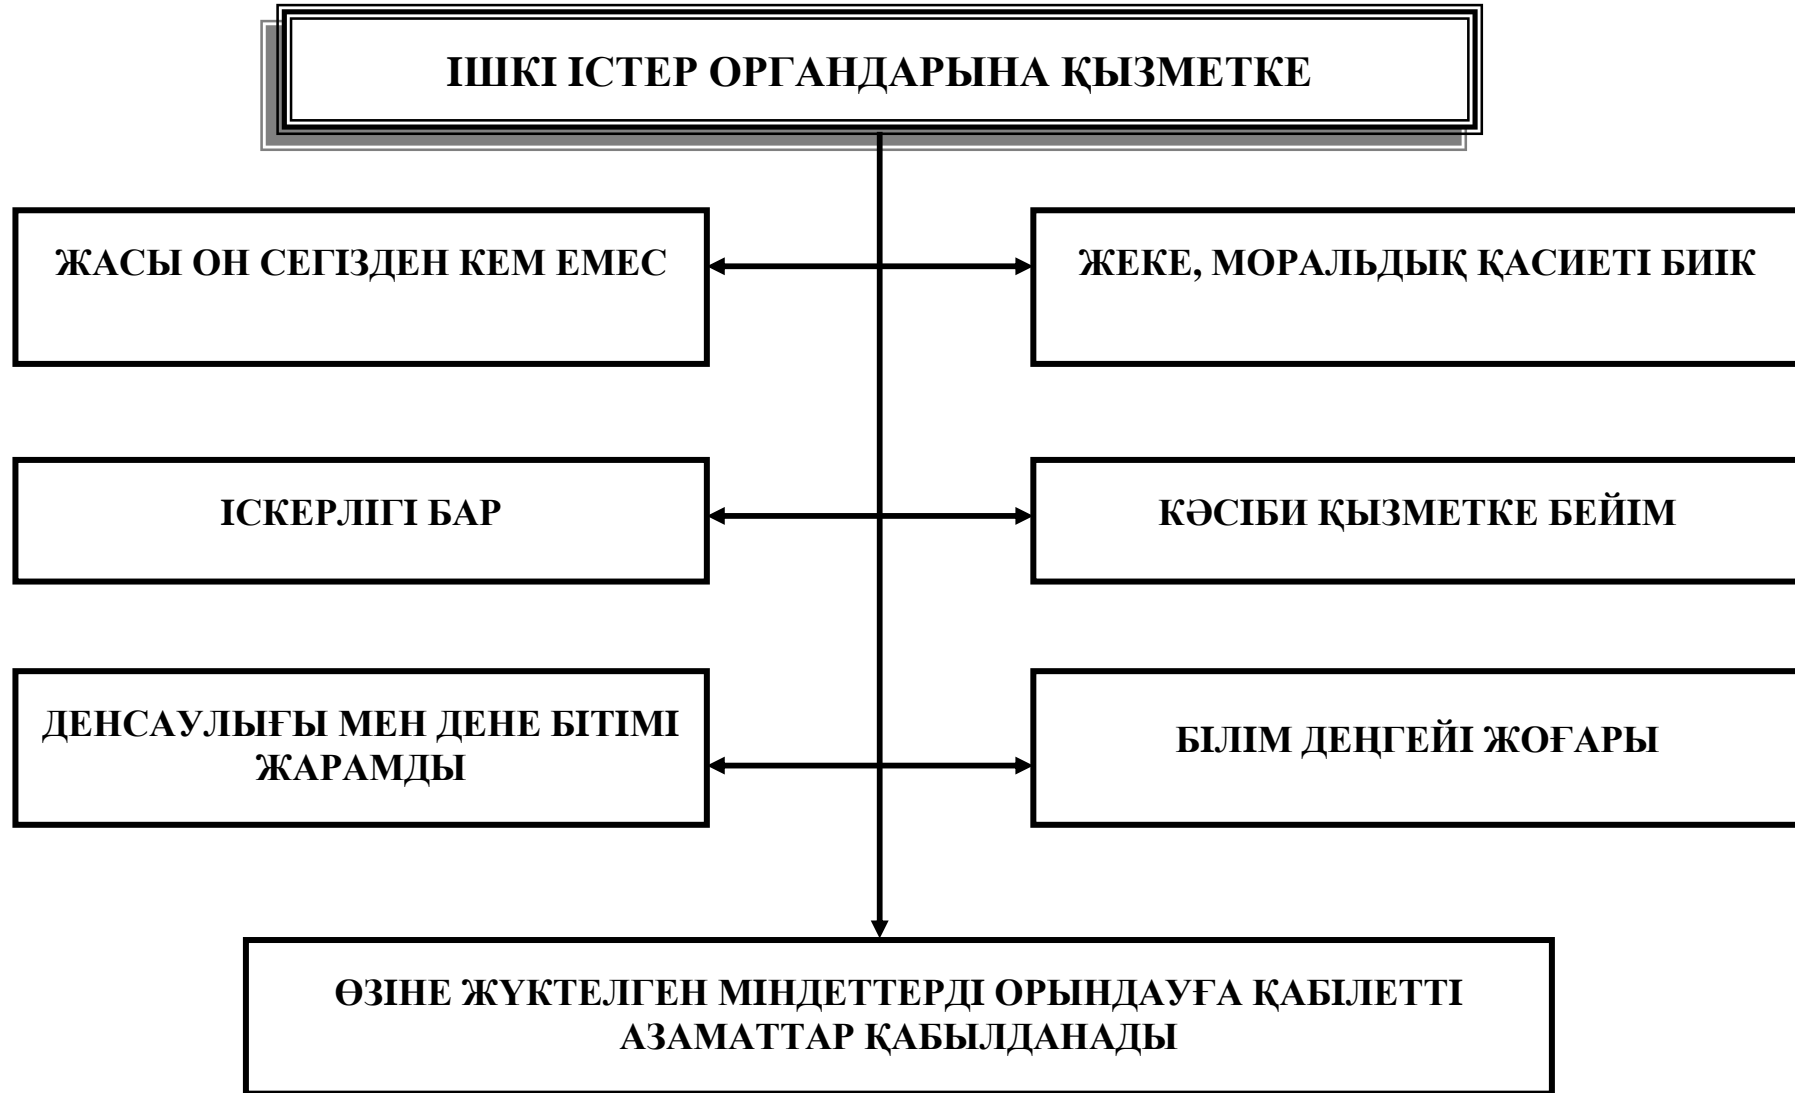 ІШКІ ІСТЕР ОРГАНДАРЫНА ҚЫЗМЕТКЕ
ЖАСЫ ОН СЕГІЗДЕН КЕМ ЕМЕС
ЖЕКЕ, МОРАЛЬДЫҚ ҚАСИЕТІ БИІК
ІСКЕРЛІГІ БАР
КӘСІБИ ҚЫЗМЕТКЕ БЕЙІМ
ДЕНСАУЛЫҒЫ МЕН ДЕНЕ БІТІМІ
ЖАРАМДЫ
БІЛІМ ДЕҢГЕЙІ ЖОҒАРЫ
ӨЗІНЕ ЖҮКТЕЛГЕН МІНДЕТТЕРДІ ОРЫНДАУҒА ҚАБІЛЕТТІ
АЗАМАТТАР ҚАБЫЛДАНАДЫ